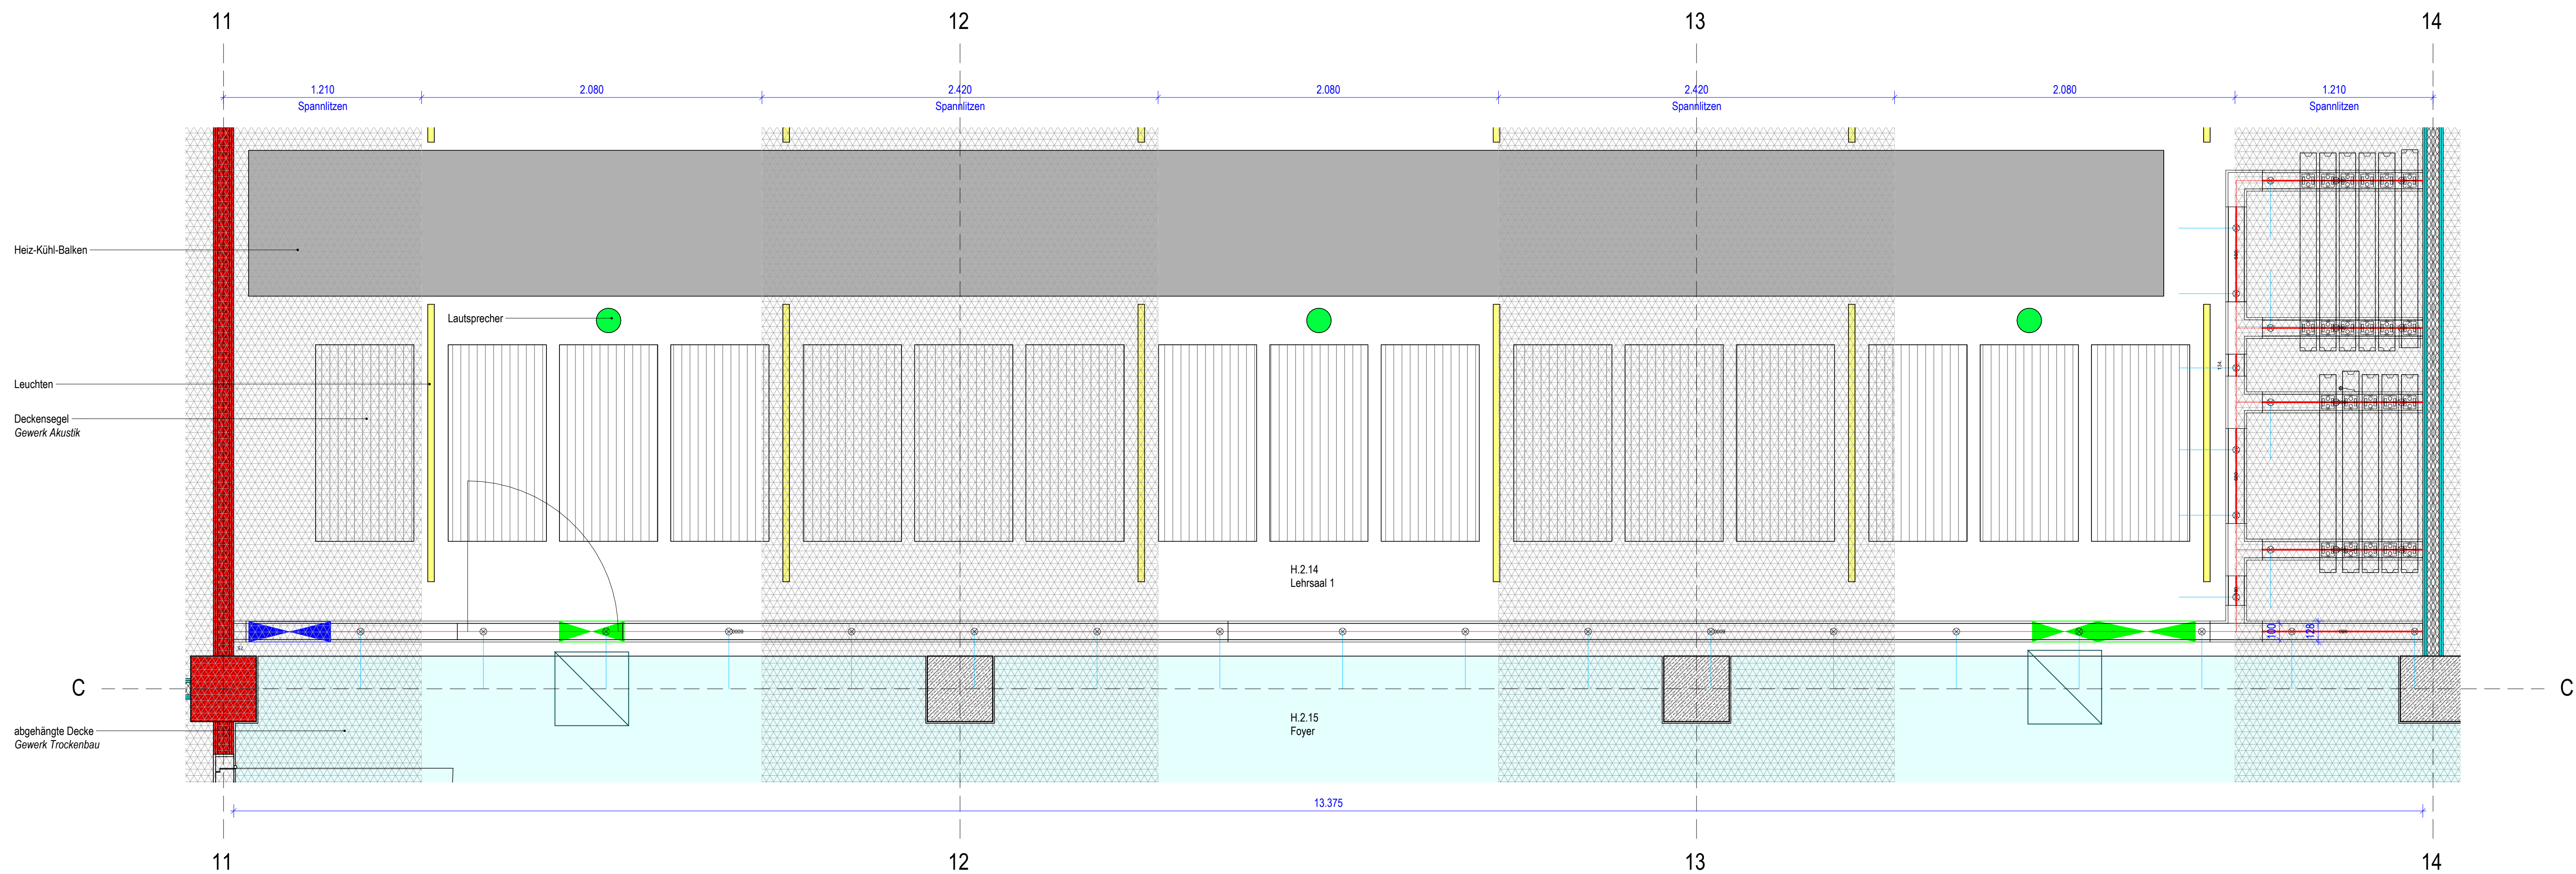 11
12
13
14
1.210
2.080
2.420
2.080
2.420
2.080
1.210
Spannlitzen
Spannlitzen
Spannlitzen
Spannlitzen
Heiz-Kühl-Balken
Lautsprecher
Leuchten
Deckensegel
Gewerk Akustik
H.2.14
Lehrsaal 1
100
128
C
C
H.2.15
Foyer
abgehängte Decke
Gewerk Trockenbau
13.375
11
12
13
14